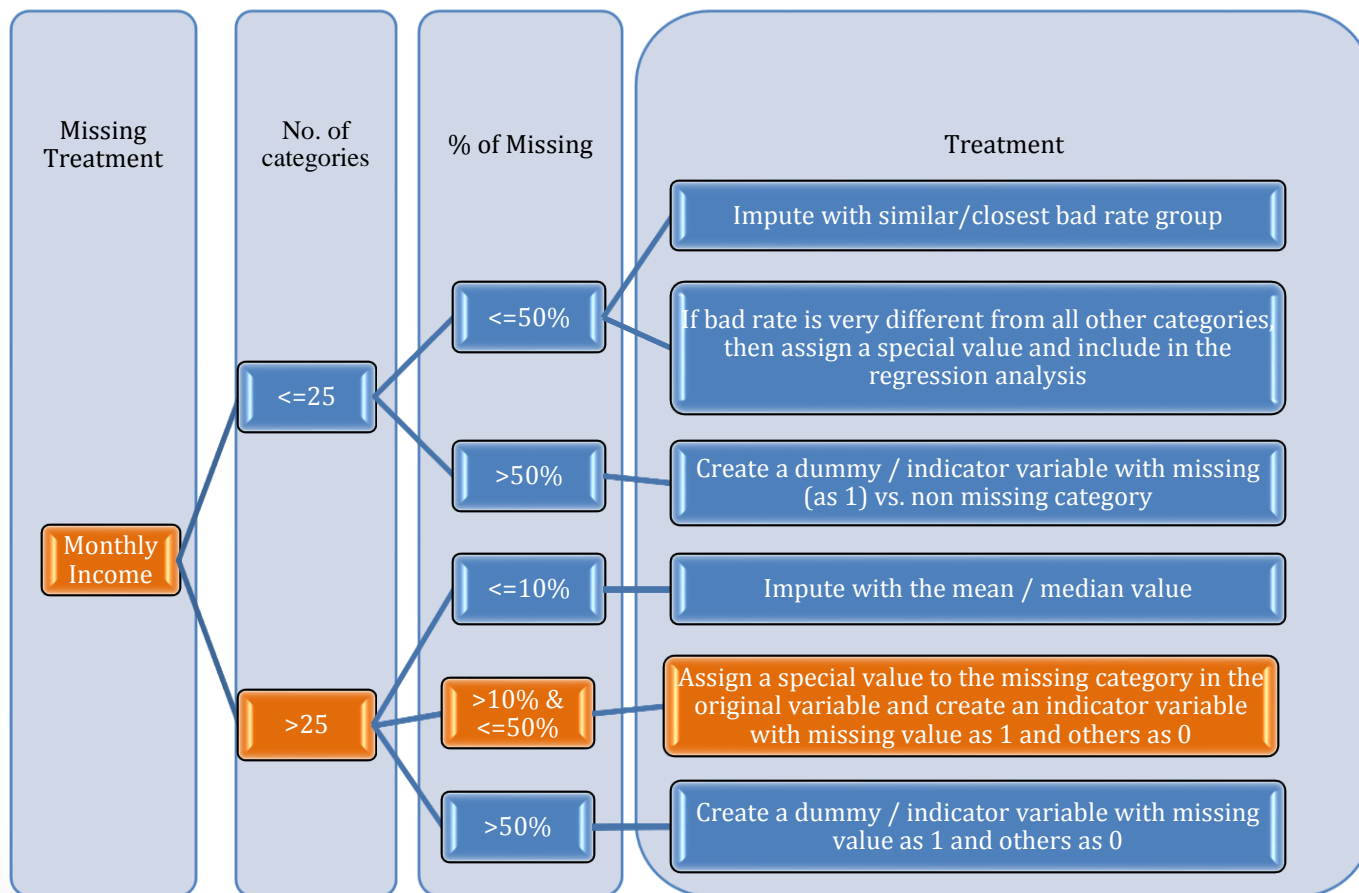 Missing
Treatment
No. of
categories
% of Missing
Treatment
Impute with similar/closest bad rate group
<=50%
If bad rate is very different from all other categories,
then assign a special value and include in the
regression analysis
<=25
>50%
Create a dummy / indicator variable with missing
(as 1) vs. non missing category
Monthly
Income
<=10%
Impute with the mean / median value
>25
>10% &
<=50%
Assign a special value to the missing category in the
original variable and create an indicator variable
with missing value as 1 and others as 0
>50%
Create a dummy / indicator variable with missing
value as 1 and others as 0